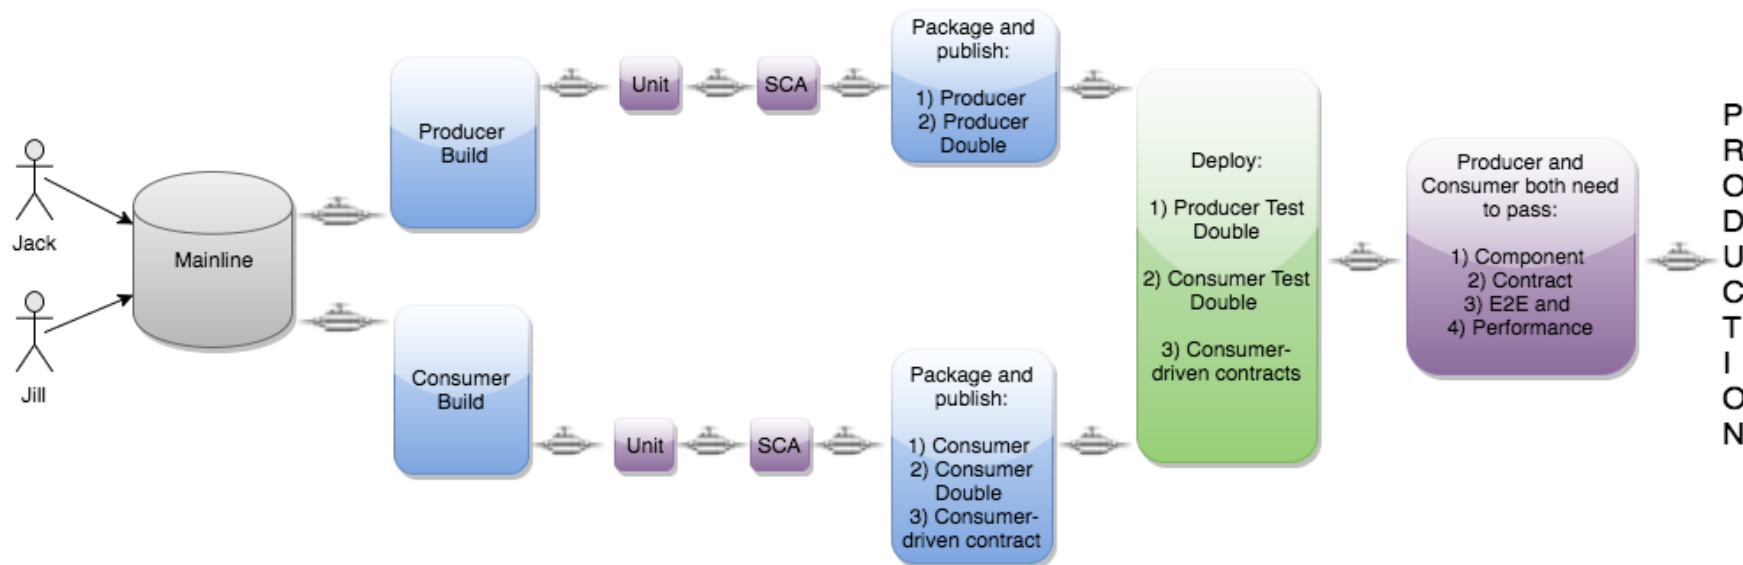 Jack
Jill
Mainline
Producer
Build
Unit
SCA
Package and
publish:
1) Producer
2) Producer
Double
Consumer
Build
Unit
SCA
Package and
publish:
1) Consumer
2) Consumer
Double
3) Consumer-
driven contract
Deploy:
1) Producer Test
Double
2) Consumer Test
Double
3) Consumer-
driven contracts
Producer and
Consumer both need
to pass:
1) Component
2) Contract
3) E2E and
4) Performance
PRODUCTION